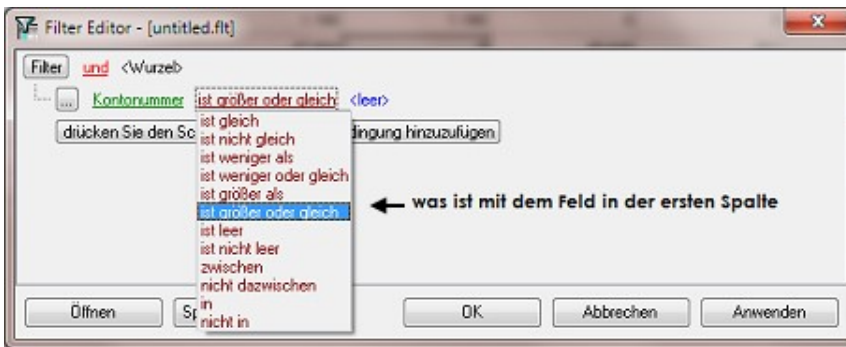 Filter Editor - [untitled.flt]
Filter und <Wurzel>
... Kontonummer ist größer oder gleich <leer>
drücken Sie den Sc
dingung hinzuzufügen
ist gleich
ist nicht gleich
ist weniger als
ist weniger oder gleich
ist größer als
ist größer oder gleich
ist leer
ist nicht leer
zwischen
nicht dazwischen
in
nicht in
was ist mit dem Feld in der ersten Spalte
Öffnen Sp OK Abbrechen Anwenden